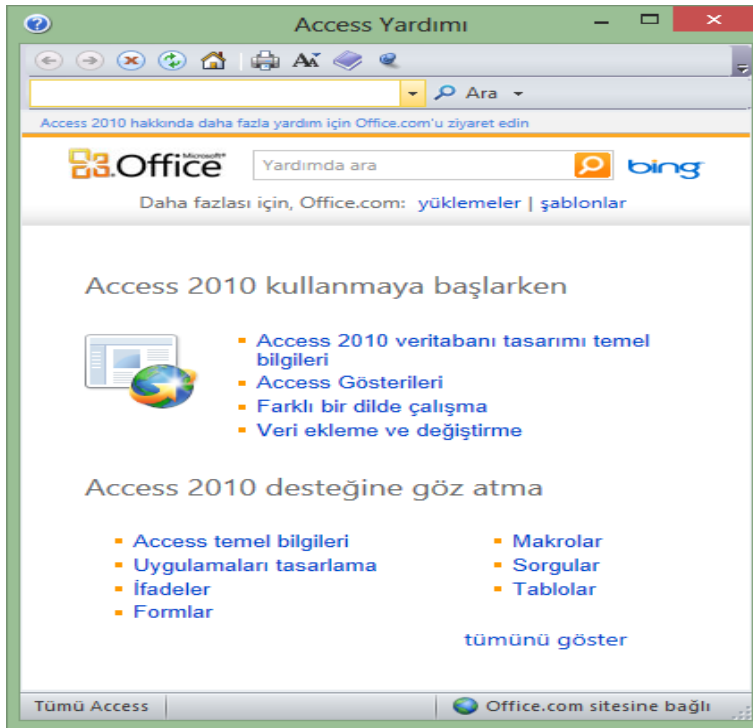 Access Yardımı
Ara
Access 2010 hakkında daha fazla yardım için Office.com'u ziyaret edin
Microsoft®
Office Yardımda ara bing
Daha fazlası için, Office.com: yüklemeler | şablonlar
Access 2010 kullanmaya başlarken
Access 2010 veritabanı tasarımı temel
bilgileri
Access Gösterileri
Farklı bir dilde çalışma
Veri ekleme ve değiştirme
Access 2010 desteğine göz atma
Access temel bilgileri
Uygulamaları tasarlama
İfadeler
Formlar
Makrolar
Sorgular
Tablolar
tümünü göster
Tümü Access Office.com sitesine bağlı